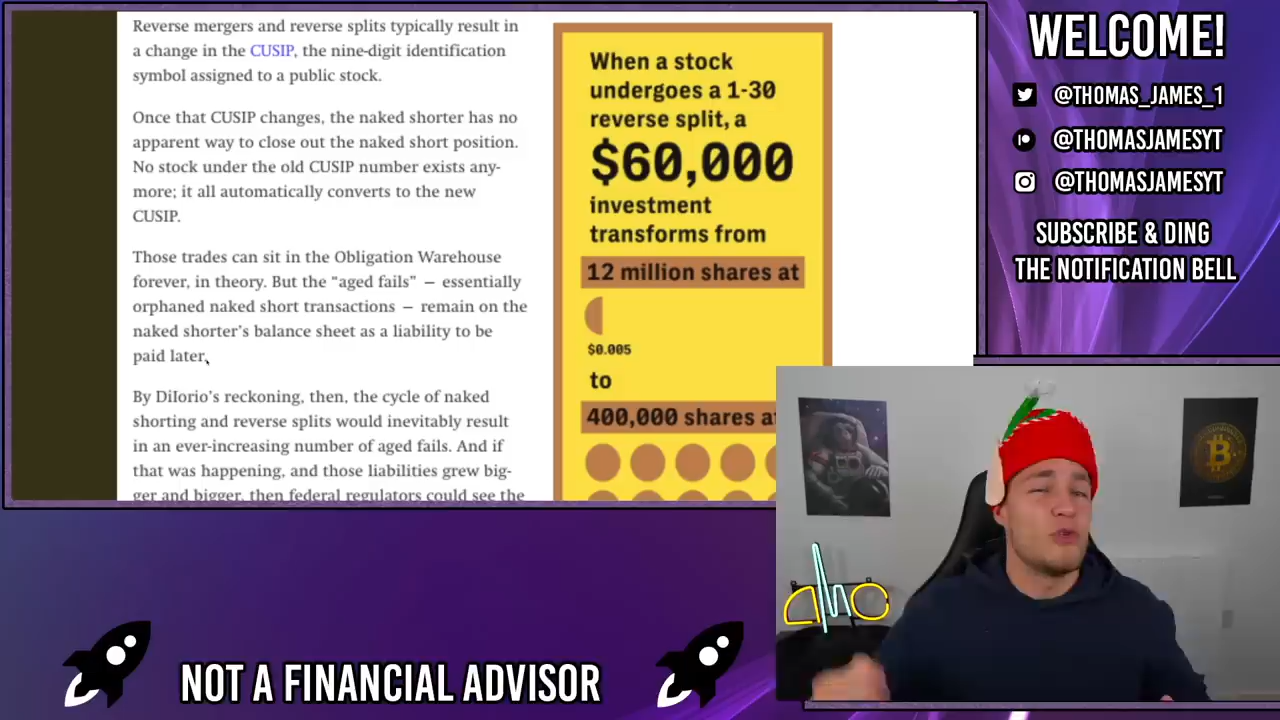 Reverse mergers and reverse splits typically result in
a change in the CUSIP, the nine-digit identification
symbol assigned to a public stock.
Once that CUSIP changes, the naked shorter has no
apparent way to close out the naked short position.
No stock under the old CUSIP number exists any-
more; it all automatically converts to the new
CUSIP.
Those trades can sit in the Obligation Warehouse
forever, in theory. But the “aged fails” — essentially
orphaned naked short transactions — remain on the
naked shorter’s balance sheet as a liability to be
paid later.
By DiIorio’s reckoning, then, the cycle of naked
shorting and reverse splits would inevitably result
in an ever-increasing number of aged fails. And if
that was happening, and those liabilities grew big-
ger and bigger, then federal regulators could see the
When a stock
undergoes a 1-30
reverse split, a
$60,000
investment
transforms from
12 million shares at
$0.005
to
400,000 shares at
WELCOME!
@THOMAS_JAMES_1
@THOMASJAMESYT
@THOMASJAMESYT
SUBSCRIBE & DING
THE NOTIFICATION BELL
NOT A FINANCIAL ADVISOR